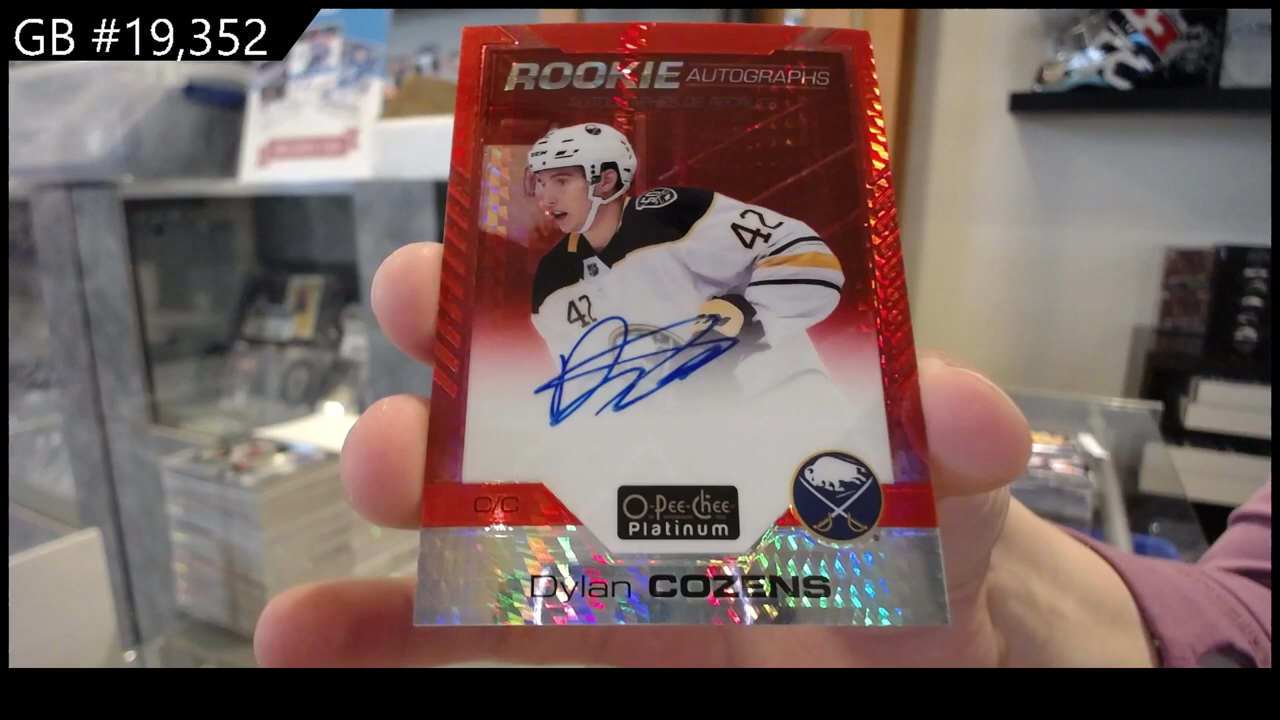 GB #19,352
ROOKIE AUTOGRAPHS
AUTOGRAPHES DE RECRUES
42
42
C/C
O-Pee-Chee
Platinum
Dylan COZENS